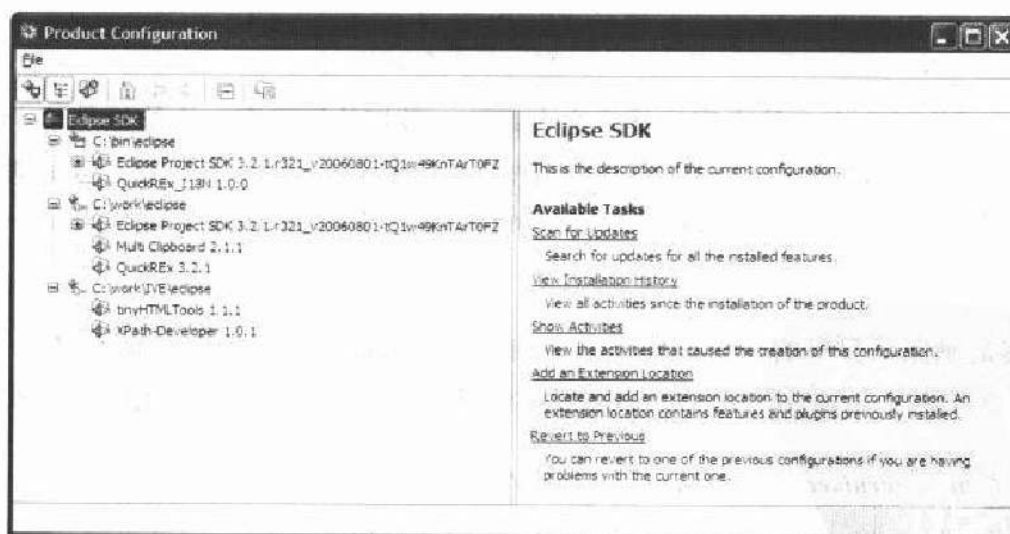 Product Configuration
File
Eclipse SDK
C:\bin\eclipse
Eclipse Project SDK 3.2.1.r321_v20060801-tQ1w49KnTArT0FZ
QuickREx_I18N 1.0.0
C:\work\eclipse
Eclipse Project SDK 3.2.1.r321_v20060801-tQ1w49KnTArT0FZ
Multi Clipboard 2.1.1
QuickREx 3.2.1
C:\work\JVE\eclipse
tinyHTMLTools 1.1.1
XPath-Developer 1.0.1
Eclipse SDK
This is the description of the current configuration.
Available Tasks
Scan for Updates
Search for updates for all the installed features.
View Installation History
View all activities since the installation of the product.
Show Activities
View the activities that caused the creation of this configuration.
Add an Extension Location
Locate and add an extension location to the current configuration. An
extension location contains features and plugins previously installed.
Revert to Previous
You can revert to one of the previous configurations if you are having
problems with the current one.